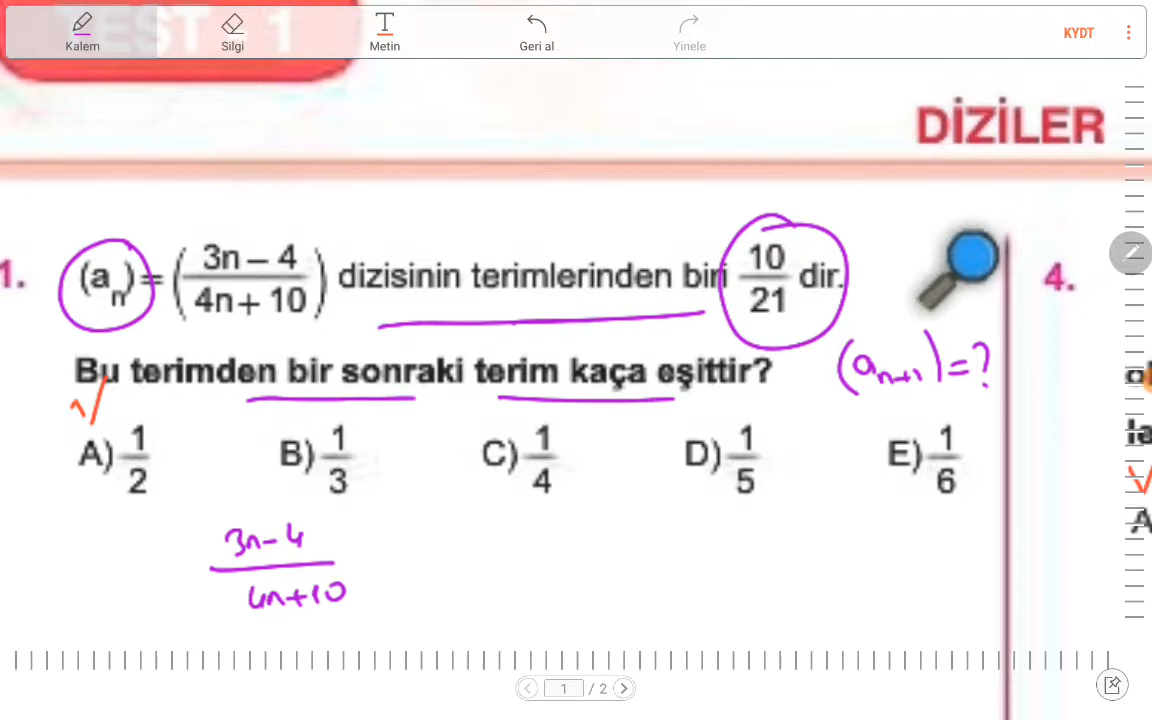 TEST 1
Kalem Silgi Metin Geri al Yinele KYDT
DİZİLER
1. (aₙ) = ((3n – 4)/(4n + 10)) dizisinin terimlerinden biri 10/21 dir.
Bu terimden bir sonraki terim kaça eşittir?
(aₙ₊₁) = ?
A) 1/2 B) 1/3 C) 1/4 D) 1/5 E) 1/6
3n-4
4n+10
4.
A
1 / 2